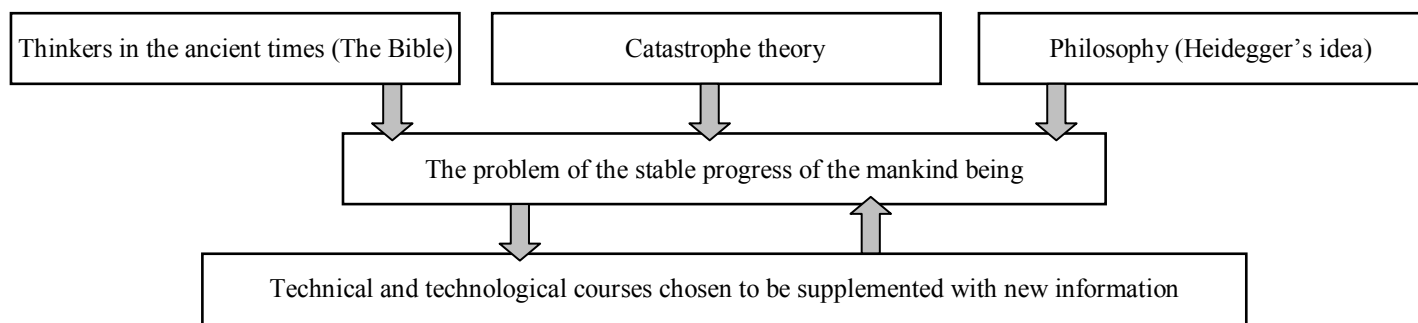 Thinkers in the ancient times (The Bible)
Catastrophe theory
Philosophy (Heidegger’s idea)
The problem of the stable progress of the mankind being
Technical and technological courses chosen to be supplemented with new information